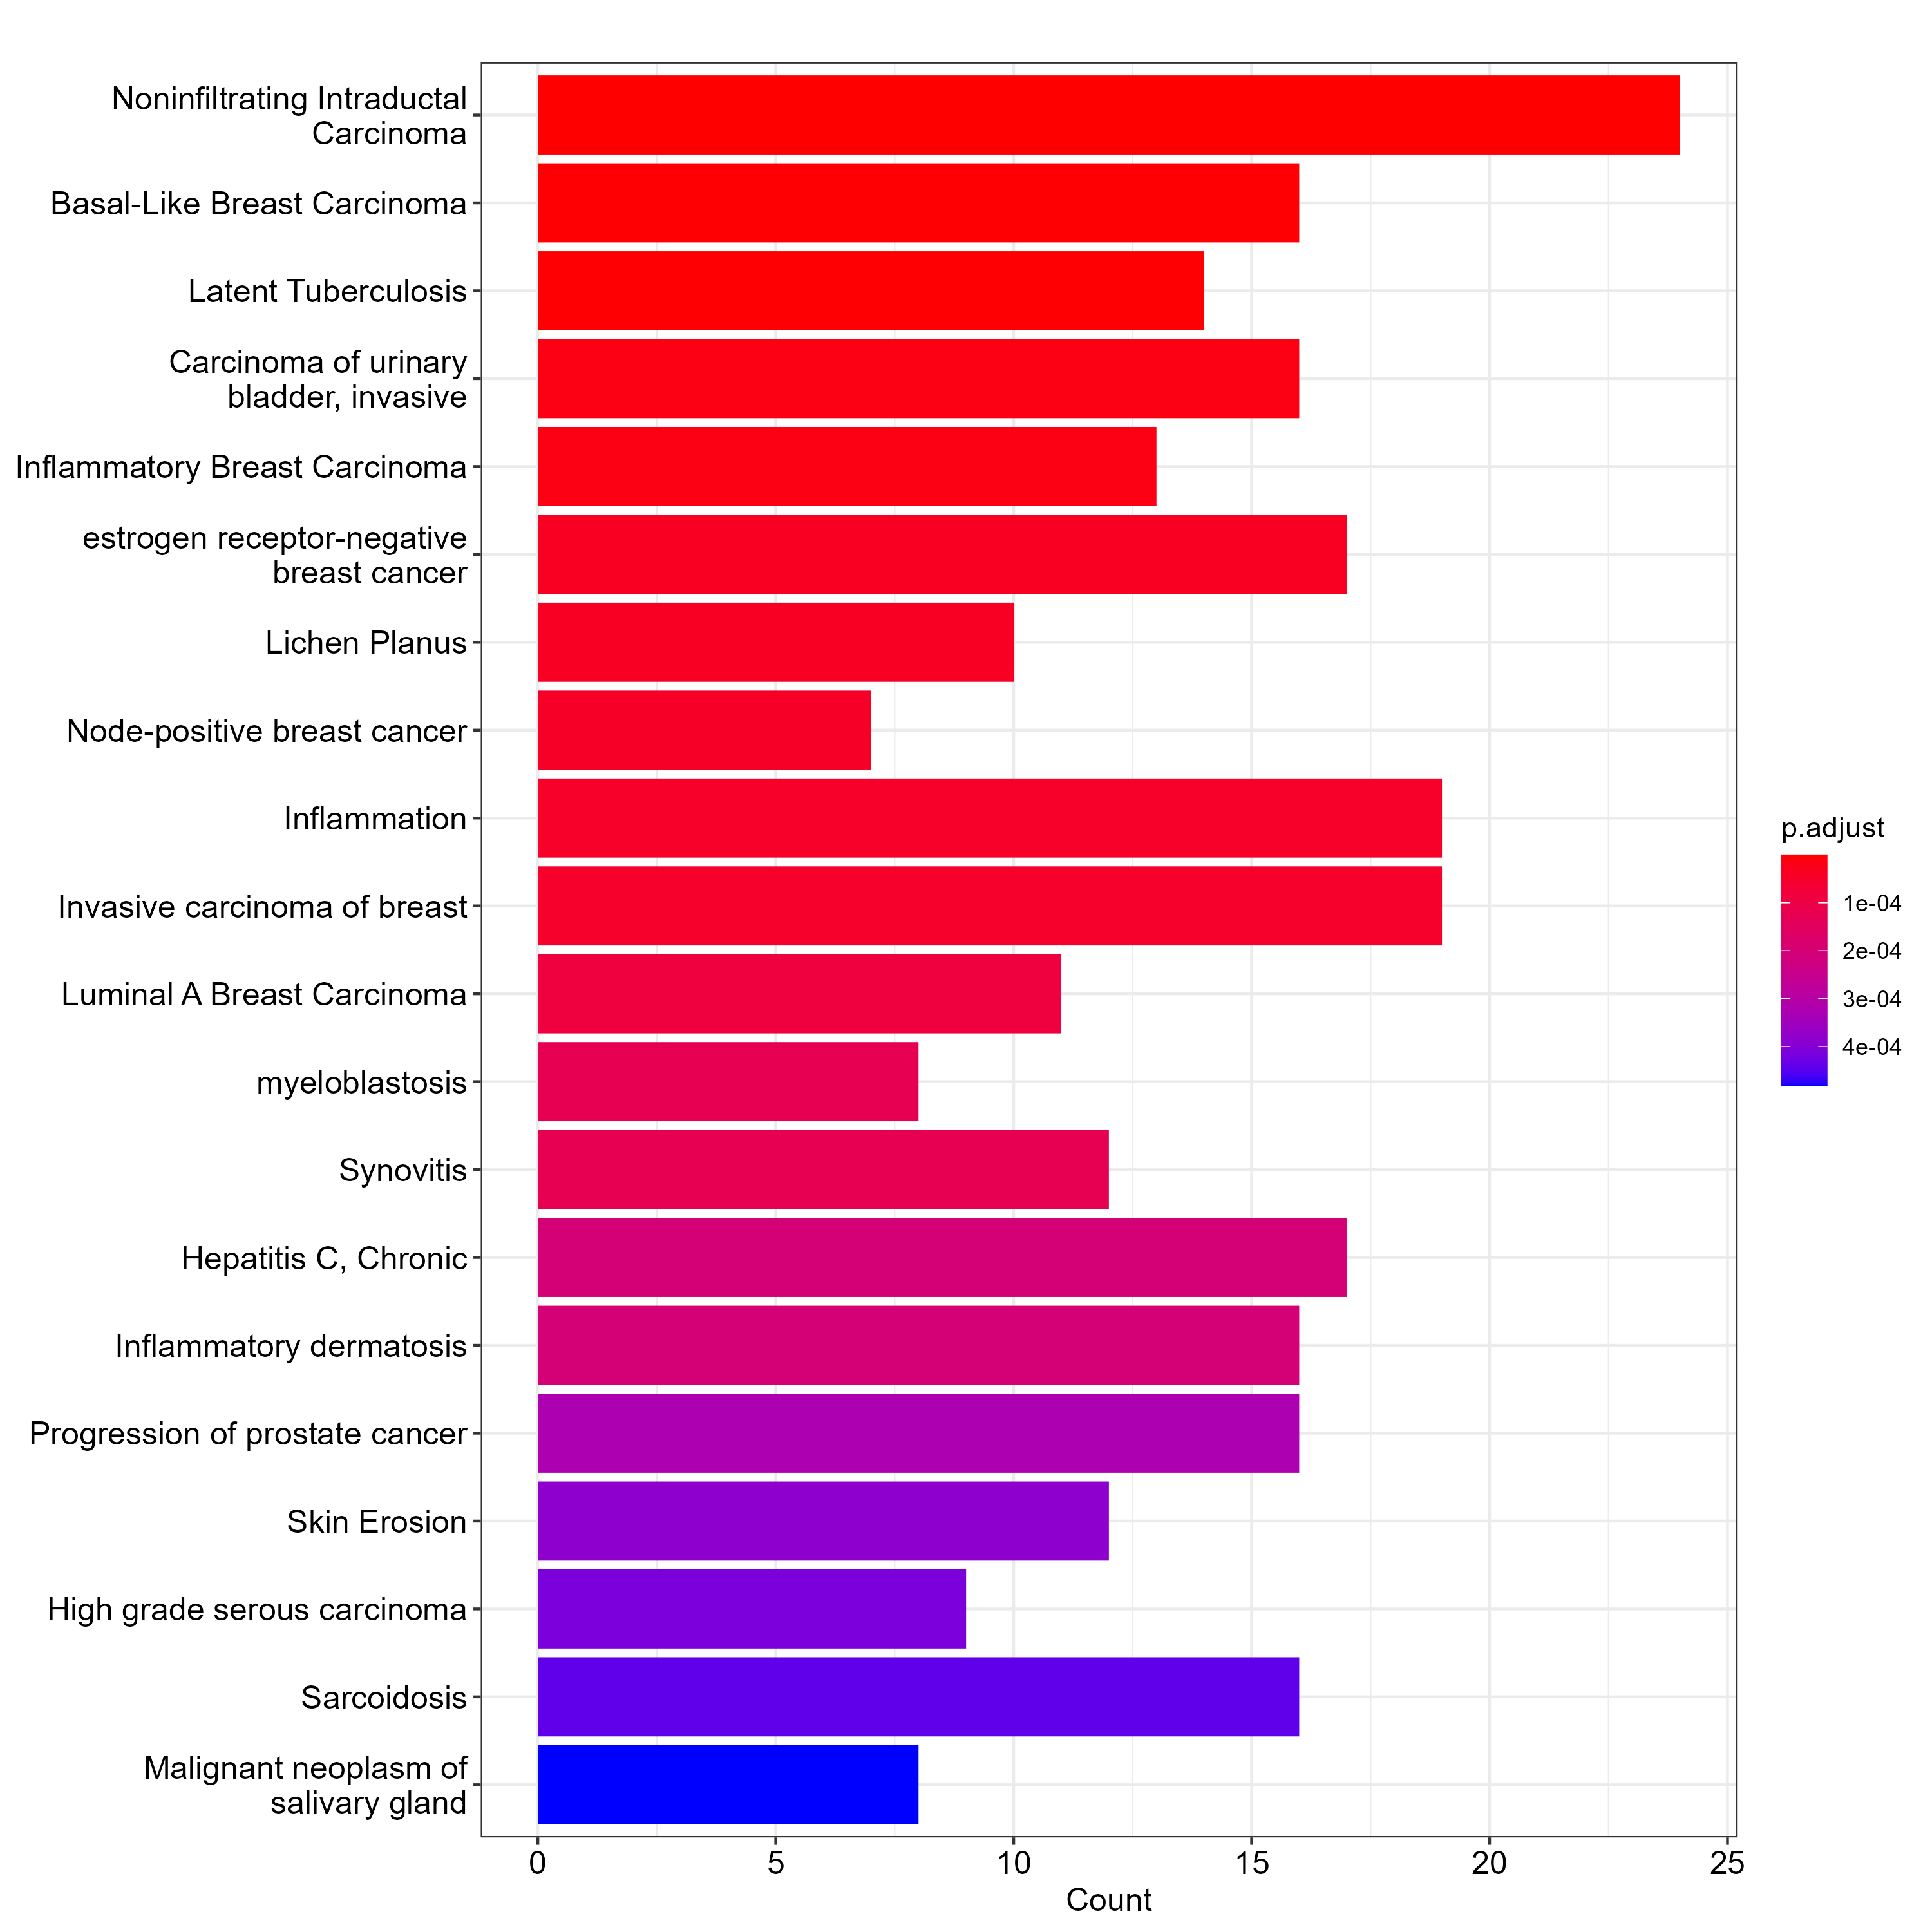 Noninfiltrating Intraductal
Carcinoma
Basal-Like Breast Carcinoma
Latent Tuberculosis
Carcinoma of urinary
bladder, invasive
Inflammatory Breast Carcinoma
estrogen receptor-negative
breast cancer
Lichen Planus
Node-positive breast cancer
Inflammation
Invasive carcinoma of breast
Luminal A Breast Carcinoma
myeloblastosis
Synovitis
Hepatitis C, Chronic
Inflammatory dermatosis
Progression of prostate cancer
Skin Erosion
High grade serous carcinoma
Sarcoidosis
Malignant neoplasm of
salivary gland
0 5 10 15 20 25
Count
p.adjust
1e-04
2e-04
3e-04
4e-04